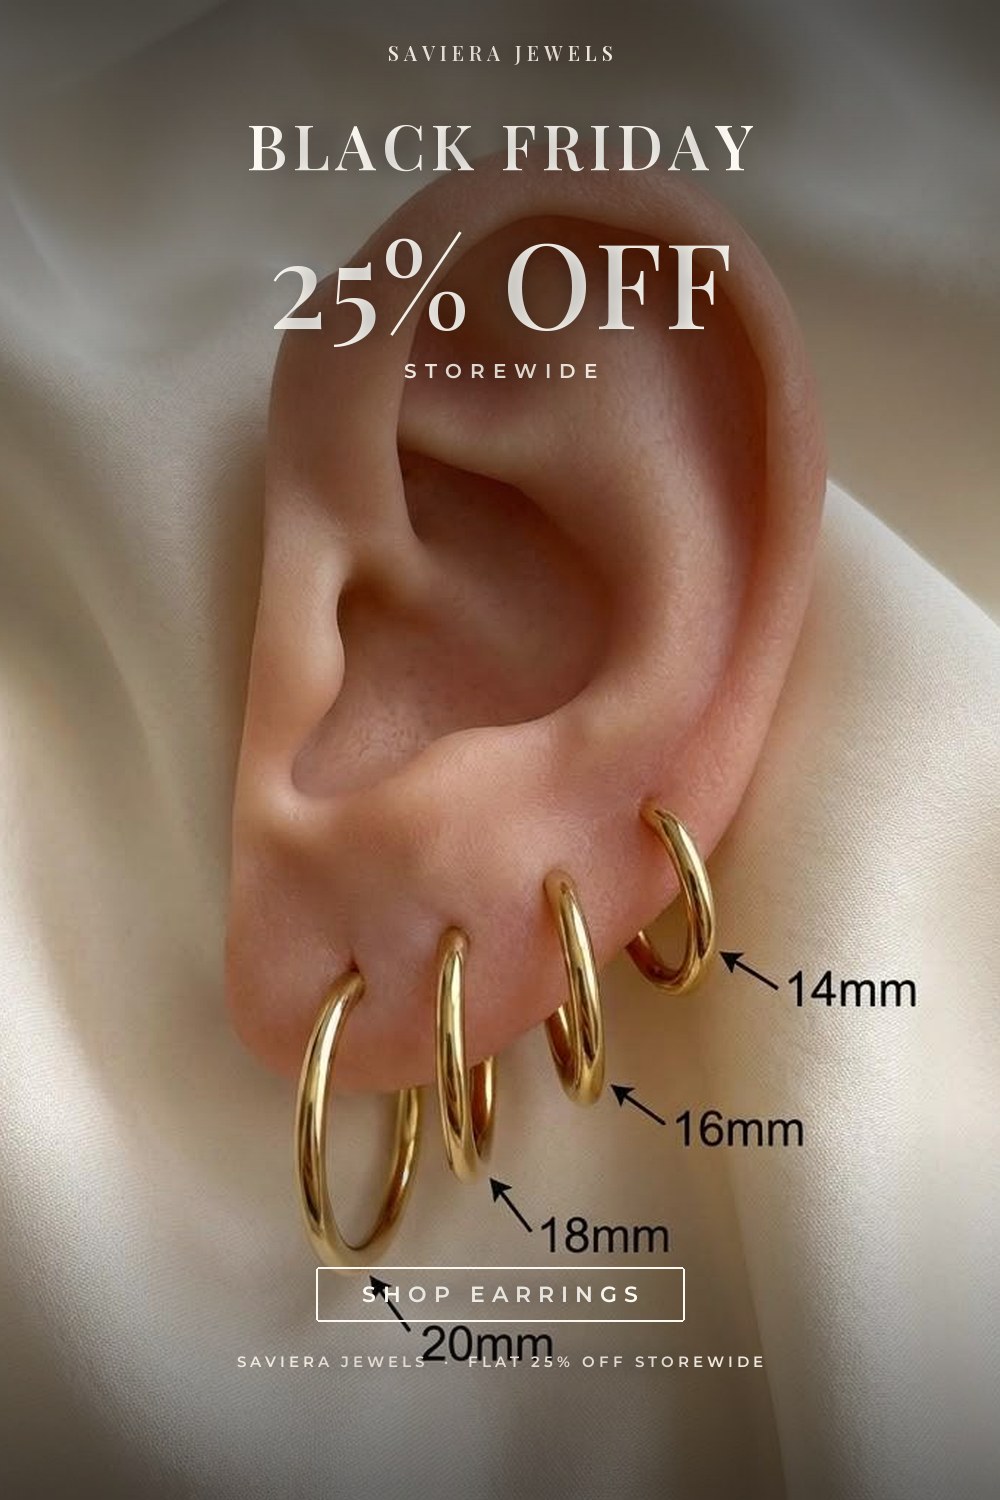 SAVIERA JEWELS
BLACK FRIDAY
25% OFF
STOREWIDE
14mm
16mm
18mm
SHOP EARRINGS
20mm
SAVIERA JEWELS · FLAT 25% OFF STOREWIDE